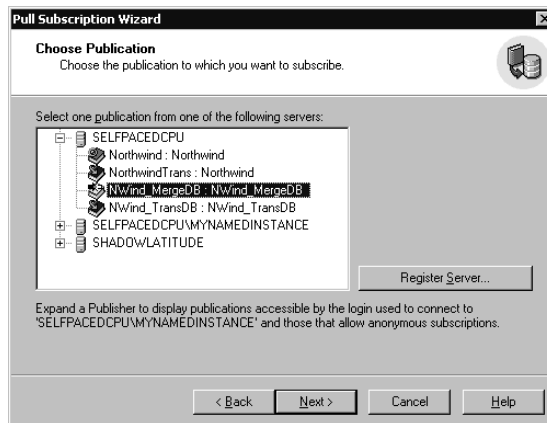 Pull Subscription Wizard
Choose Publication
Choose the publication to which you want to subscribe.
Select one publication from one of the following servers:
SELFPACEDCPU
Northwind : Northwind
NorthwindTrans : Northwind
NWind_MergeDB : NWind_MergeDB
NWind_TransDB : NWind_TransDB
SELFPACEDCPU\MYNAMEDINSTANCE
SHADOWLATITUDE
Register Server...
Expand a Publisher to display publications accessible by the login used to connect to
'SELFPACEDCPU\MYNAMEDINSTANCE' and those that allow anonymous subscriptions.
< Back Next > Cancel Help